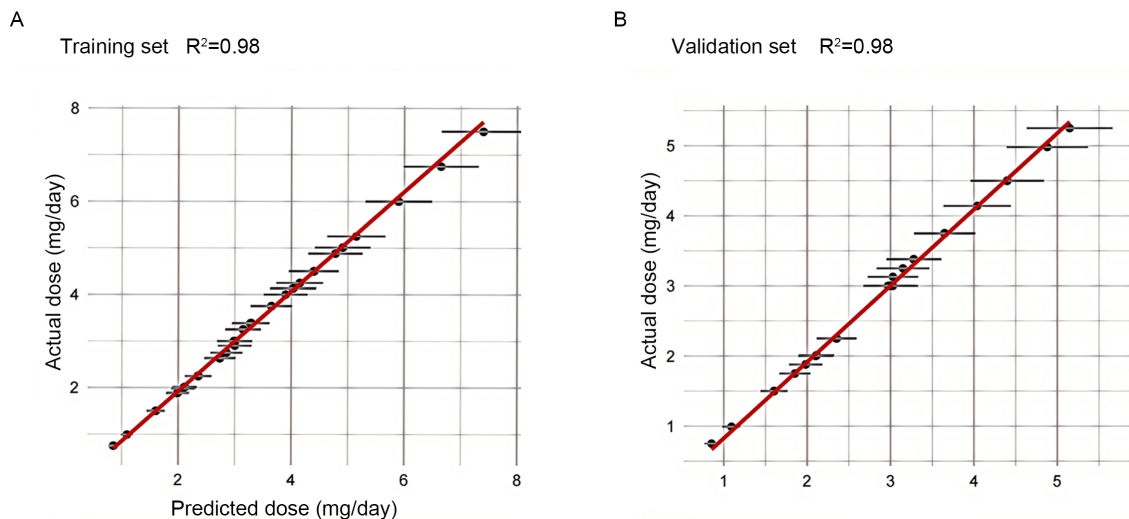 A
Training set R²=0.98
Actual dose (mg/day)
8
6
4
2
2 4 6 8
Predicted dose (mg/day)
B
Validation set R²=0.98
Actual dose (mg/day)
5
4
3
2
1
1 2 3 4 5